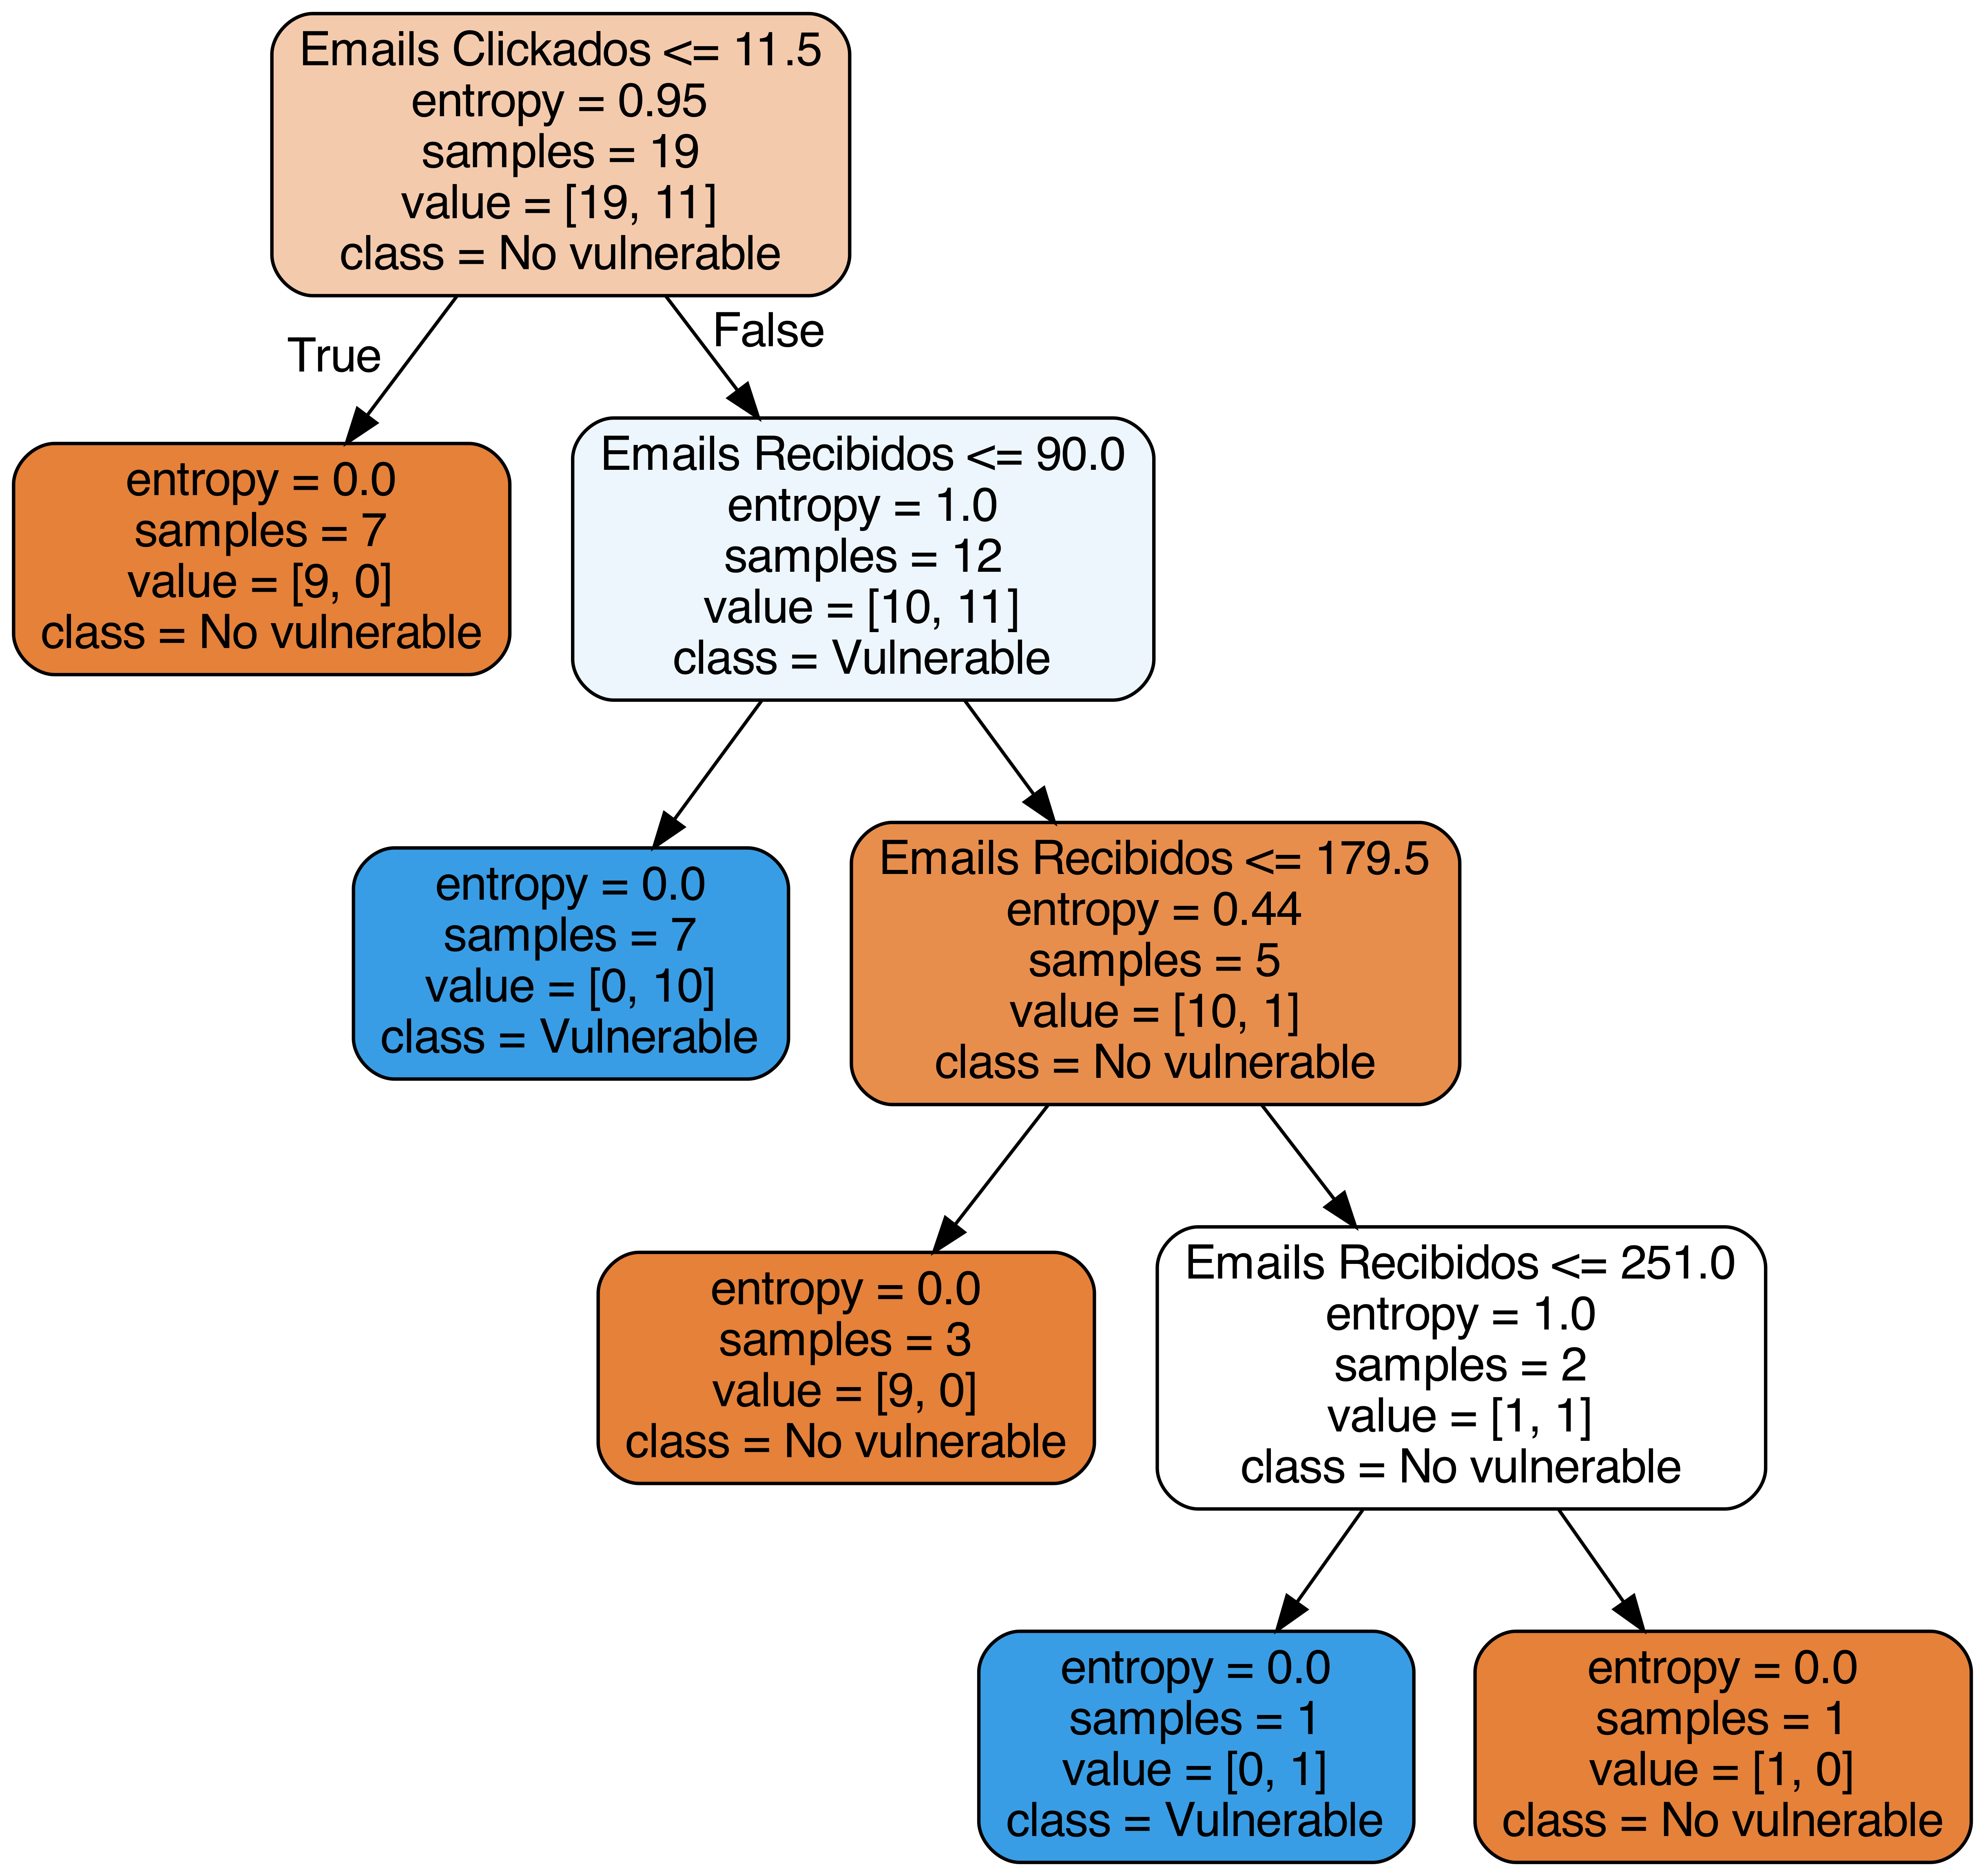 Emails Clickados <= 11.5
entropy = 0.95
samples = 19
value = [19, 11]
class = No vulnerable
True
False
entropy = 0.0
samples = 7
value = [9, 0]
class = No vulnerable
Emails Recibidos <= 90.0
entropy = 1.0
samples = 12
value = [10, 11]
class = Vulnerable
entropy = 0.0
samples = 7
value = [0, 10]
class = Vulnerable
Emails Recibidos <= 179.5
entropy = 0.44
samples = 5
value = [10, 1]
class = No vulnerable
entropy = 0.0
samples = 3
value = [9, 0]
class = No vulnerable
Emails Recibidos <= 251.0
entropy = 1.0
samples = 2
value = [1, 1]
class = No vulnerable
entropy = 0.0
samples = 1
value = [0, 1]
class = Vulnerable
entropy = 0.0
samples = 1
value = [1, 0]
class = No vulnerable